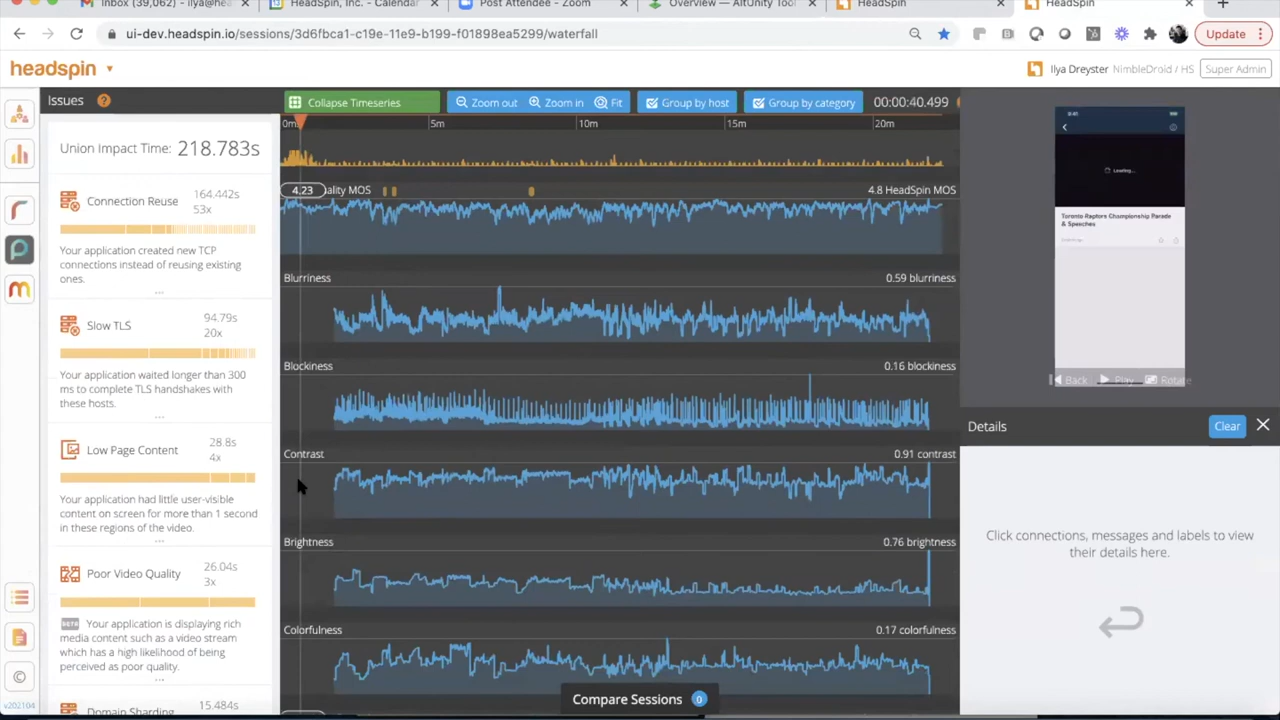 Inbox (39,062) – ilya@he
HeadSpin, Inc. - Calendar
Post Attendee - Zoom
Overview — AltUnity Tool
HeadSpin
HeadSpin
ui-dev.headspin.io/sessions/3d6fbca1-c19e-11e9-b199-f01898ea5299/waterfall
Update
headspin
Ilya Dreyster NimbleDroid / HS
Super Admin
Issues
Collapse Timeseries
Zoom out
Zoom in
Fit
Group by host
Group by category
00:00:40.499
0m
5m
10m
15m
20m
Union Impact Time: 218.783s
4.23
ality MOS
4.8 HeadSpin MOS
Connection Reuse
164.442s
53x
Your application created new TCP
connections instead of reusing existing
ones.
...
Blurriness
0.59 blurriness
Slow TLS
94.79s
20x
Your application waited longer than 300
ms to complete TLS handshakes with
these hosts.
...
Blockiness
0.16 blockiness
Low Page Content
28.8s
4x
Your application had little user-visible
content on screen for more than 1 second
in these regions of the video.
...
Contrast
0.91 contrast
Brightness
0.76 brightness
Poor Video Quality
26.04s
3x
BETA Your application is displaying rich
media content such as a video stream
which has a high likelihood of being
perceived as poor quality.
...
Colorfulness
0.17 colorfulness
Domain Sharding
15.484s
Compare Sessions 0
v202104
Loading...
Toronto Raptors Championship Parade
& Speeches
Back
Play
Rotate
Details
Clear
Click connections, messages and labels to view
their details here.